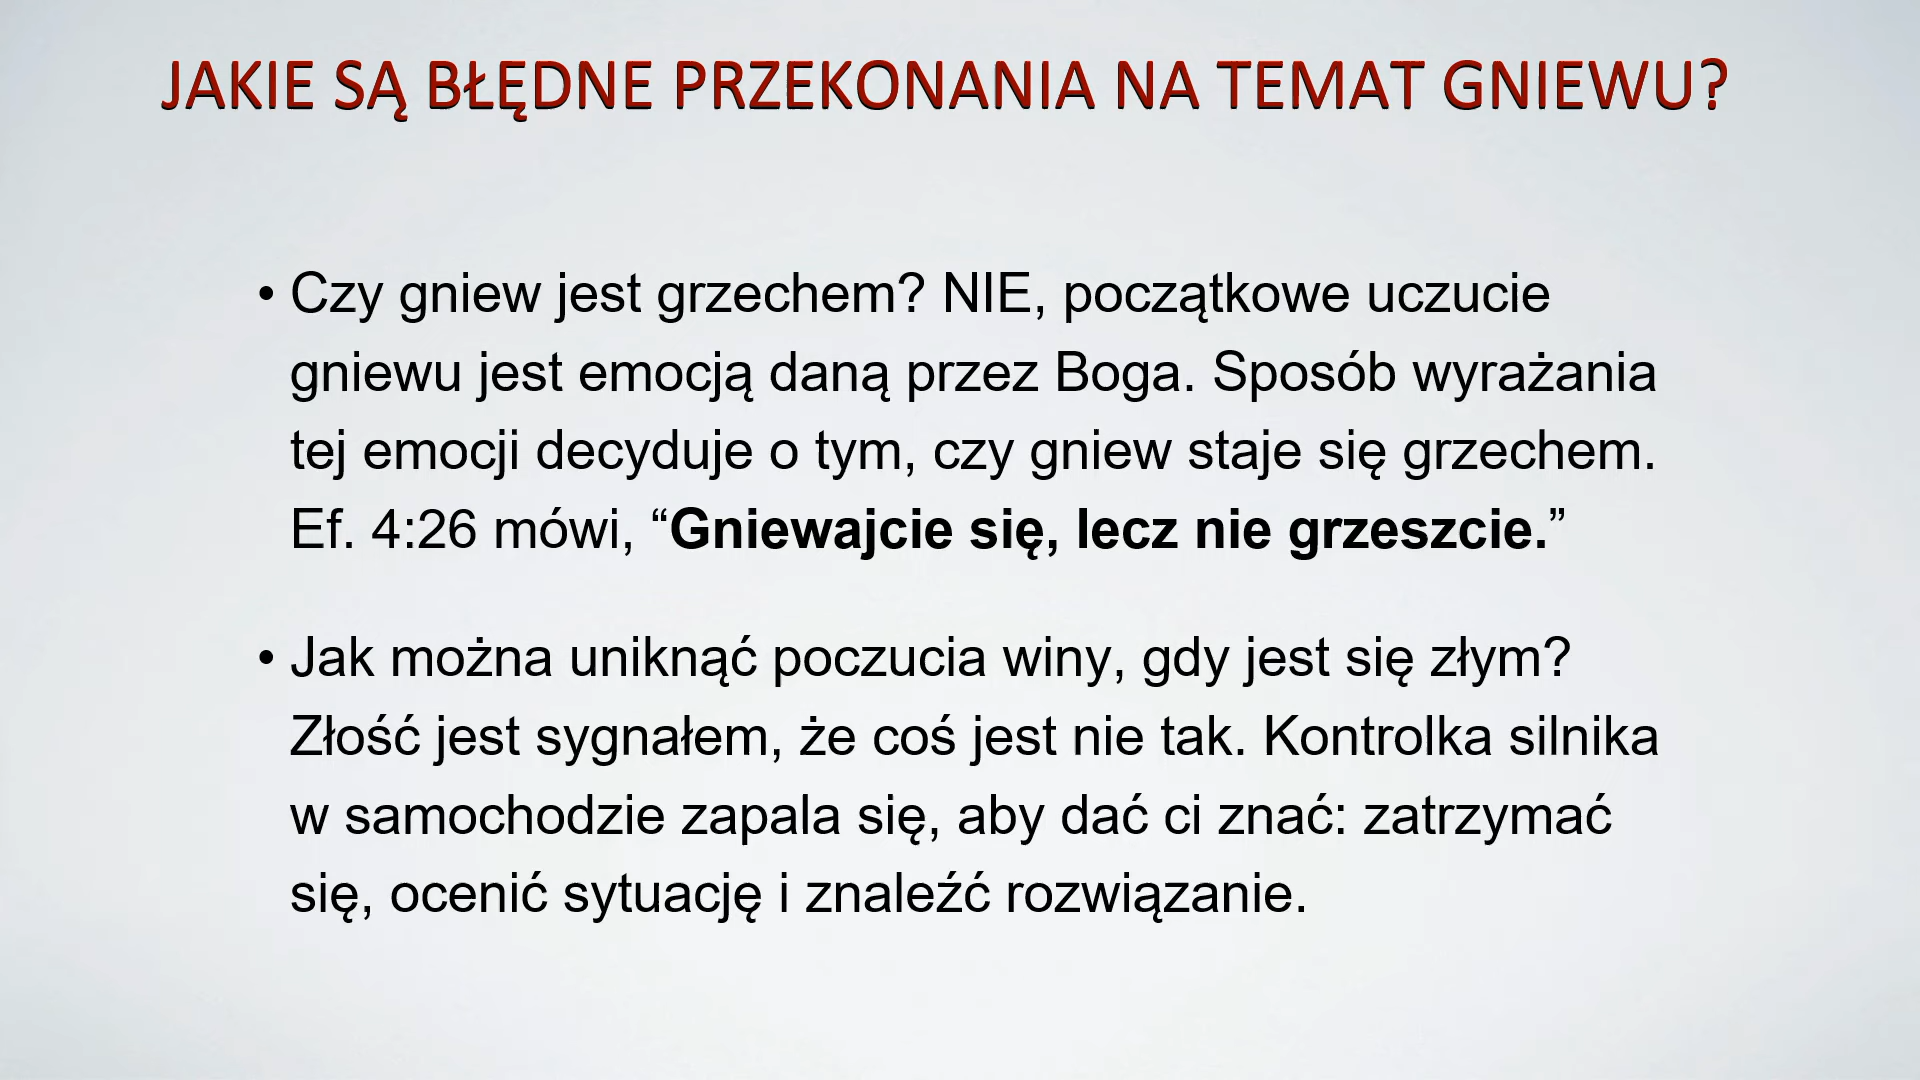 JAKIE SĄ BŁĘDNE PRZEKONANIA NA TEMAT GNIEWU?
• Czy gniew jest grzechem? NIE, początkowe uczucie
gniewu jest emocją daną przez Boga. Sposób wyrażania
tej emocji decyduje o tym, czy gniew staje się grzechem.
Ef. 4:26 mówi, “Gniewajcie się, lecz nie grzeszcie.”
• Jak można uniknąć poczucia winy, gdy jest się złym?
Złość jest sygnałem, że coś jest nie tak. Kontrolka silnika
w samochodzie zapala się, aby dać ci znać: zatrzymać
się, ocenić sytuację i znaleźć rozwiązanie.